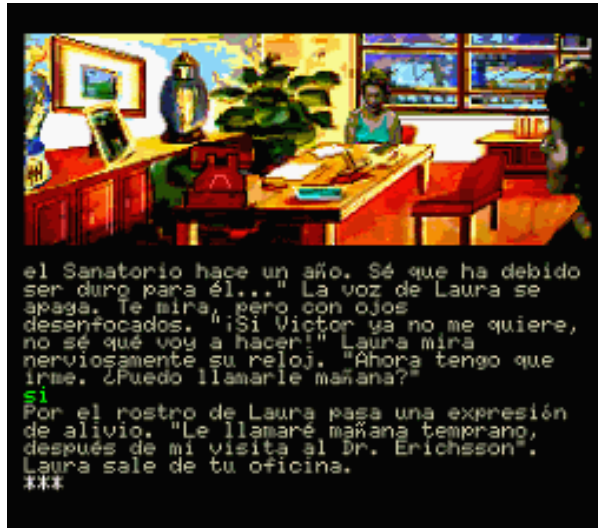 el Sanatorio hace un año. Sé que ha debido
ser duro para él..." La voz de Laura se
apaga. Te mira, pero con ojos
desenfocados. "¡Si Victor ya no me quiere,
no sé qué voy a hacer!" Laura mira
nerviosamente su reloj. "Ahora tengo que
irme. ¿Puedo llamarle mañana?"
si
Por el rostro de Laura pasa una expresión
de alivio. "Le llamaré mañana temprano,
después de mi visita al Dr. Erichsson".
Laura sale de tu oficina.
***